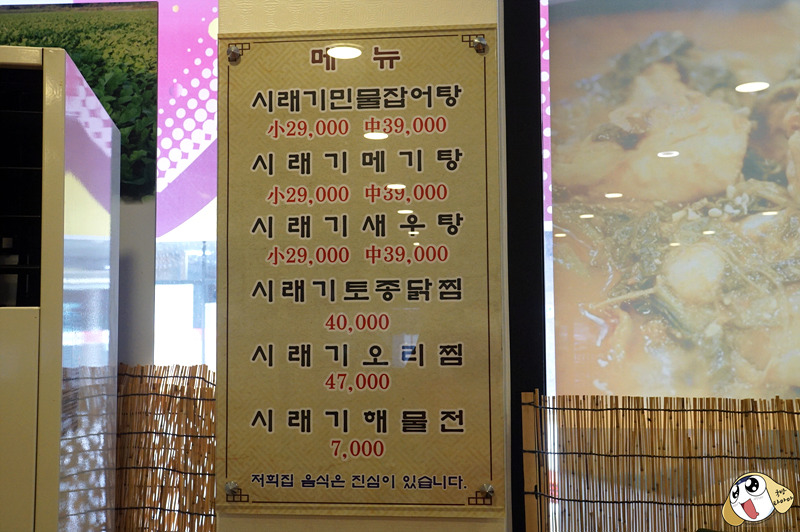 메 뉴
시래기민물잡어탕
小29,000 中39,000
시래기메기탕
小29,000 中39,000
시래기새우탕
小29,000 中39,000
시래기토종닭찜
40,000
시래기오리찜
47,000
시래기해물전
7,000
저희집 음식은 진심이 있습니다.